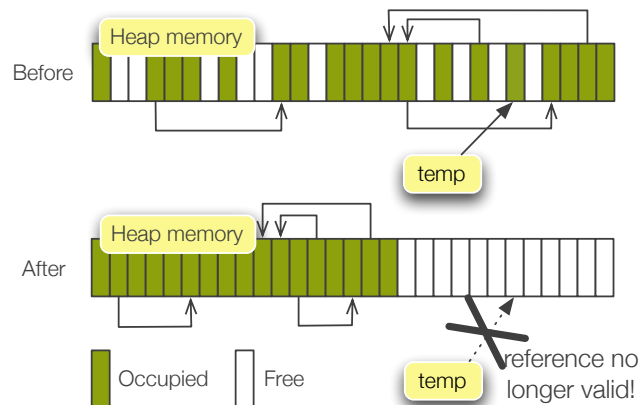 Heap memory
Before
temp
Heap memory
After
Occupied
Free
temp
reference no
longer valid!